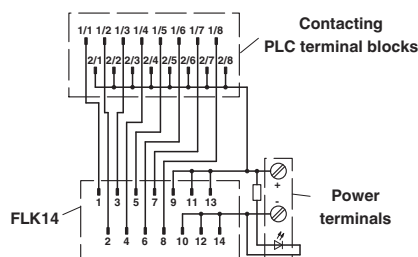 Contacting
PLC terminal blocks
1/1 1/2 1/3 1/4 1/5 1/6 1/7 1/8
2/1 2/2 2/3 2/4 2/5 2/6 2/7 2/8
+
-
1 3 5 7 9 11 13
FLK14
2 4 6 8 10 12 14
Power
terminals